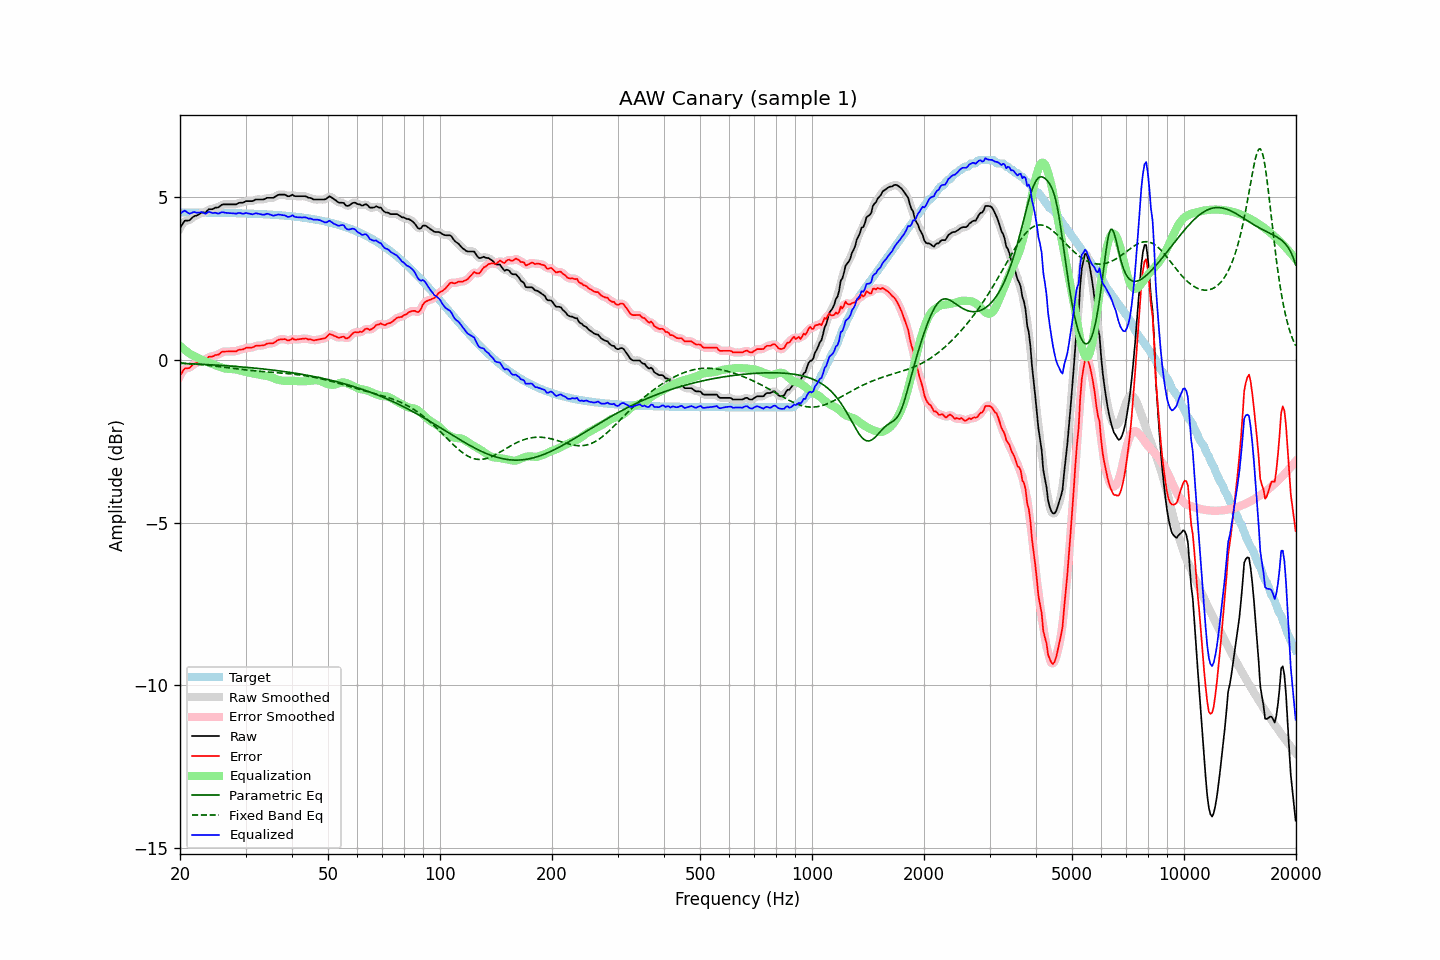 AAW Canary (sample 1)
Amplitude (dBr)
5
0
−5
−10
−15
Target
Raw Smoothed
Error Smoothed
Raw
Error
Equalization
Parametric Eq
Fixed Band Eq
Equalized
20 50 100 200 500 1000 2000 5000 10000 20000
Frequency (Hz)